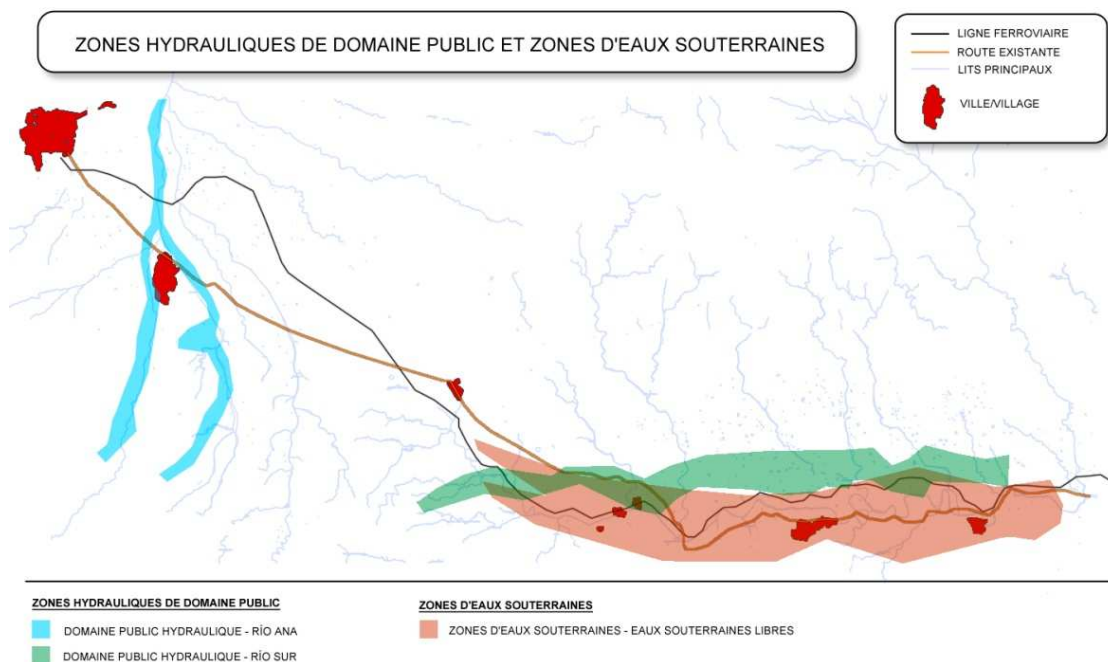 ZONES HYDRAULIQUES DE DOMAINE PUBLIC ET ZONES D'EAUX SOUTERRAINES
LIGNE FERROVIAIRE
ROUTE EXISTANTE
LITS PRINCIPAUX
VILLE/VILLAGE
ZONES HYDRAULIQUES DE DOMAINE PUBLIC
DOMAINE PUBLIC HYDRAULIQUE - RÍO ANA
DOMAINE PUBLIC HYDRAULIQUE - RÍO SUR
ZONES D'EAUX SOUTERRAINES
ZONES D'EAUX SOUTERRAINES - EAUX SOUTERRAINES LIBRES